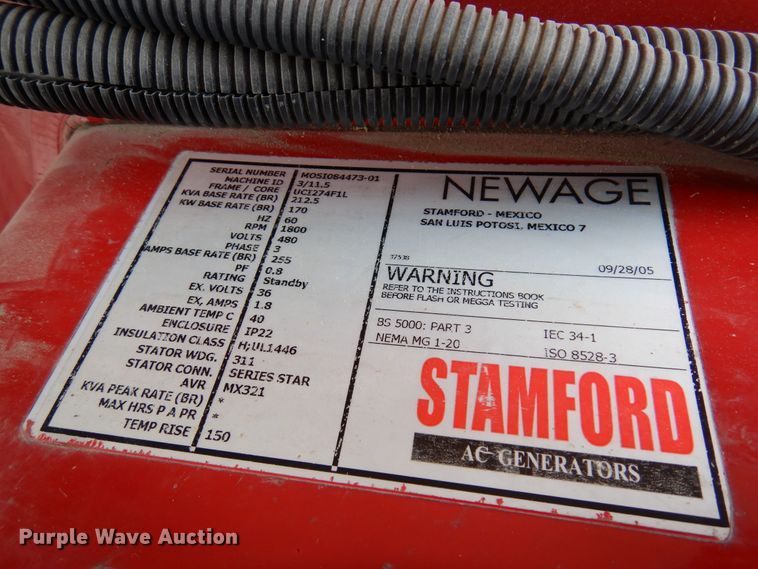 SERIAL NUMBER MOSI084473-01
MACHINE ID 3/11.5
FRAME / CORE UCI274F1L
KVA BASE RATE (BR) 212.5
KW BASE RATE (BR) 170
HZ 60
RPM 1800
VOLTS 480
PHASE 3
AMPS BASE RATE (BR) 255
PF 0.8
RATING Standby
EX. VOLTS 36
EX. AMPS 1.8
AMBIENT TEMP C 40
ENCLOSURE IP22
INSULATION CLASS H;UL1446
STATOR WDG. 311
STATOR CONN. SERIES STAR
AVR MX321
KVA PEAK RATE (BR) *
MAX HRS P A PR *
TEMP RISE 150
NEWAGE
STAMFORD - MEXICO
SAN LUIS POTOSI, MEXICO 7
09/28/05
WARNING
REFER TO THE INSTRUCTIONS BOOK
BEFORE FLASH OR MEGGA TESTING
BS 5000: PART 3 IEC 34-1
NEMA MG 1-20 ISO 8528-3
STAMFORD
AC GENERATORS
Purple Wave Auction